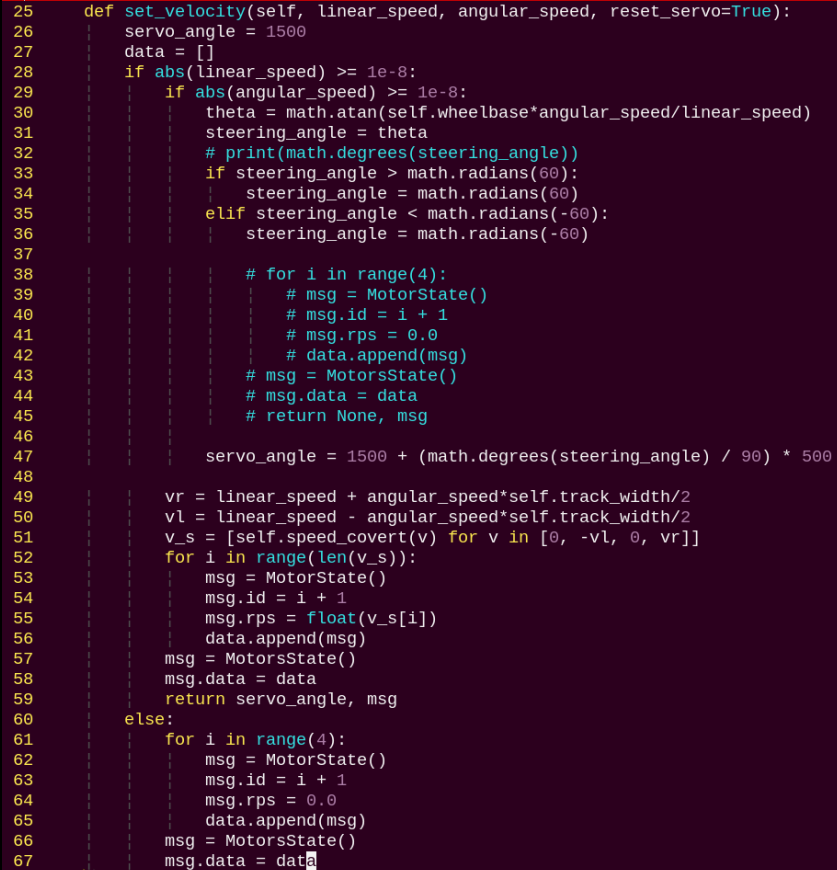 25     def set_velocity(self, linear_speed, angular_speed, reset_servo=True):
26         servo_angle = 1500
27         data = []
28         if abs(linear_speed) >= 1e-8:
29             if abs(angular_speed) >= 1e-8:
30                 theta = math.atan(self.wheelbase*angular_speed/linear_speed)
31                 steering_angle = theta
32                 # print(math.degrees(steering_angle))
33                 if steering_angle > math.radians(60):
34                     steering_angle = math.radians(60)
35                 elif steering_angle < math.radians(-60):
36                     steering_angle = math.radians(-60)
37
38                     # for i in range(4):
39                         # msg = MotorState()
40                         # msg.id = i + 1
41                         # msg.rps = 0.0
42                         # data.append(msg)
43                     # msg = MotorsState()
44                     # msg.data = data
45                     # return None, msg
46
47                 servo_angle = 1500 + (math.degrees(steering_angle) / 90) * 500
48
49             vr = linear_speed + angular_speed*self.track_width/2
50             vl = linear_speed - angular_speed*self.track_width/2
51             v_s = [self.speed_covert(v) for v in [0, -vl, 0, vr]]
52             for i in range(len(v_s)):
53                 msg = MotorState()
54                 msg.id = i + 1
55                 msg.rps = float(v_s[i])
56                 data.append(msg)
57             msg = MotorsState()
58             msg.data = data
59             return servo_angle, msg
60         else:
61             for i in range(4):
62                 msg = MotorState()
63                 msg.id = i + 1
64                 msg.rps = 0.0
65                 data.append(msg)
66             msg = MotorsState()
67             msg.data = data